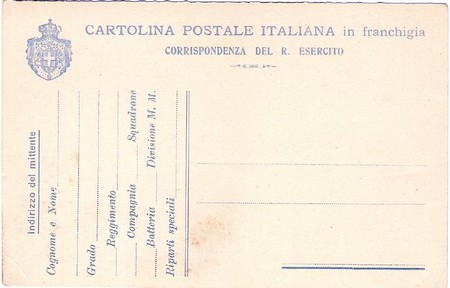 CARTOLINA POSTALE ITALIANA in franchigia
CORRISPONDENZA DEL R. ESERCITO
Indirizzo del mittente
Cognome e Nome
Grado
Reggimento
Compagnia Squadrone
Batteria Divisione M. M.
Riparti speciali